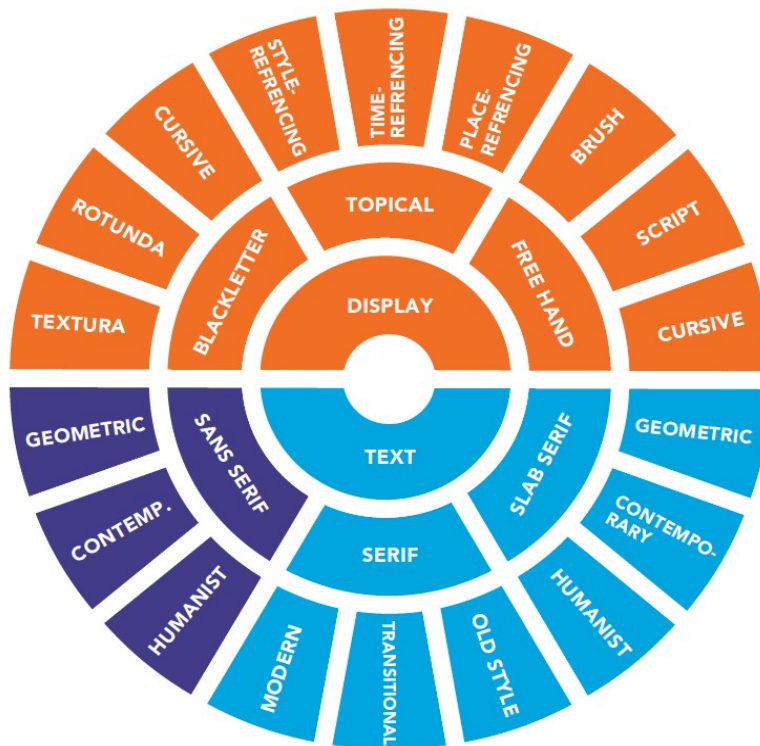 STYLE-
REFRENCING
TIME-
REFRENCING
PLACE-
REFRENCING
CURSIVE
BRUSH
ROTUNDA
SCRIPT
TEXTURA
CURSIVE
BLACKLETTER
TOPICAL
FREE HAND
DISPLAY
TEXT
SANS SERIF
SERIF
SLAB SERIF
GEOMETRIC
CONTEMP.
HUMANIST
MODERN
TRANSITIONAL
OLD STYLE
HUMANIST
CONTEMPO-
RARY
GEOMETRIC